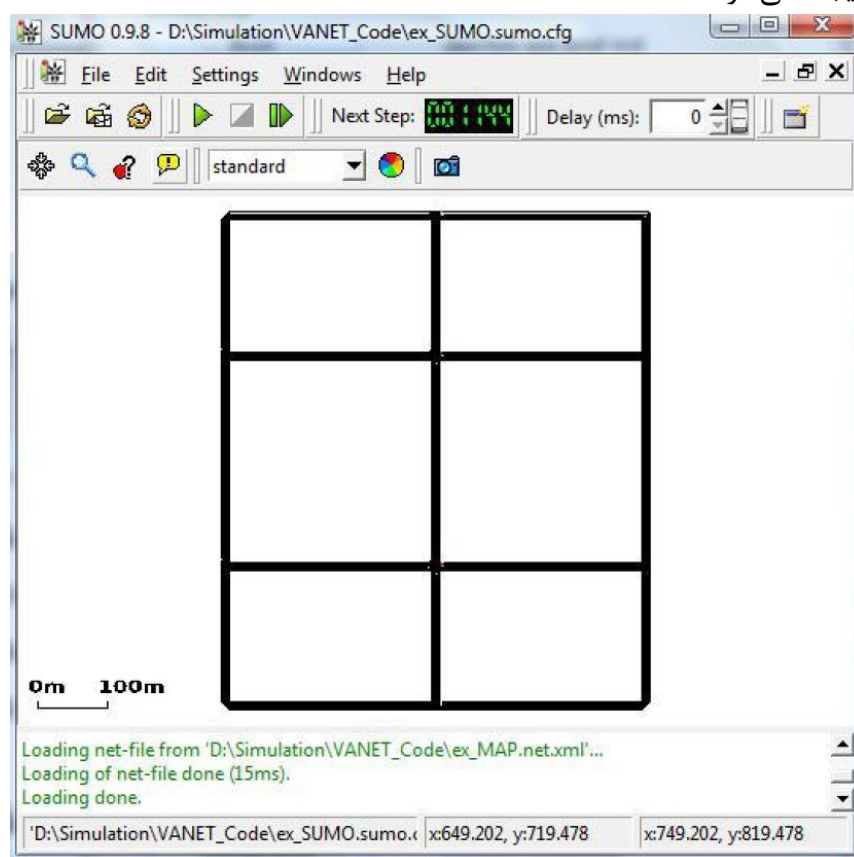 SUMO 0.9.8 - D:\Simulation\VANET_Code\ex_SUMO.sumo.cfg
File Edit Settings Windows Help
Next Step: 001144 Delay (ms): 0
standard
0m 100m
Loading net-file from 'D:\Simulation\VANET_Code\ex_MAP.net.xml'...
Loading of net-file done (15ms).
Loading done.
'D:\Simulation\VANET_Code\ex_SUMO.sumo.( x:649.202, y:719.478 x:749.202, y:819.478